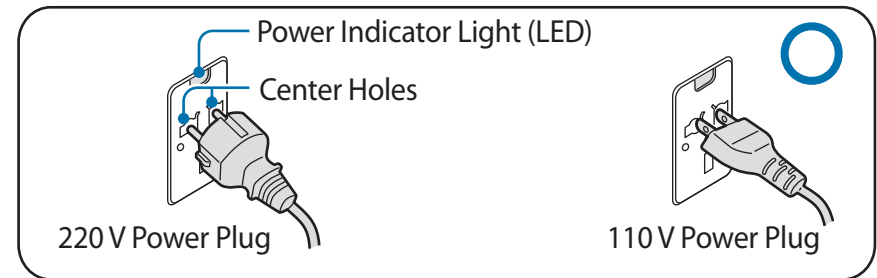 Power Indicator Light (LED)
Center Holes
220 V Power Plug
110 V Power Plug